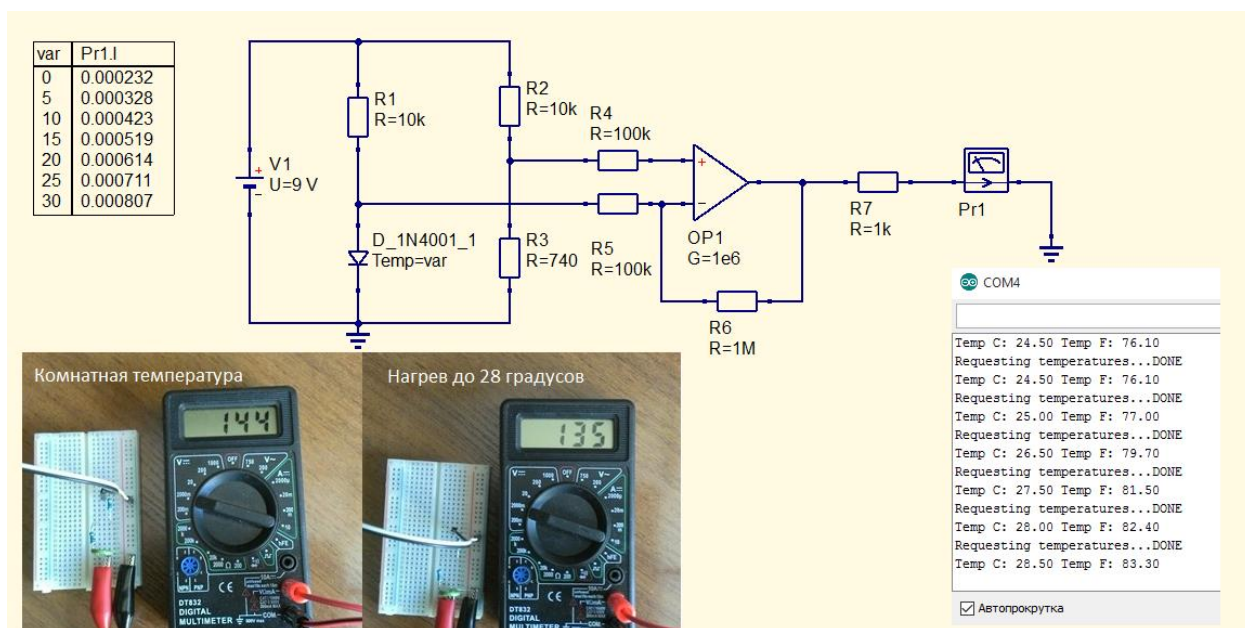 var Pr1.I
0 0.000232
5 0.000328
10 0.000423
15 0.000519
20 0.000614
25 0.000711
30 0.000807
V1
U=9 V
R1
R=10k
R2
R=10k
R4
R=100k
D_1N4001_1
Temp=var
R3
R=740
R5
R=100k
OP1
G=1e6
R6
R=1M
R7
R=1k
Pr1
Комнатная температура
144
DT832
DIGITAL
MULTIMETER
Нагрев до 28 градусов
135
DT832
DIGITAL
MULTIMETER
COM4
Temp C: 24.50 Temp F: 76.10
Requesting temperatures...DONE
Temp C: 24.50 Temp F: 76.10
Requesting temperatures...DONE
Temp C: 25.00 Temp F: 77.00
Requesting temperatures...DONE
Temp C: 26.50 Temp F: 79.70
Requesting temperatures...DONE
Temp C: 27.50 Temp F: 81.50
Requesting temperatures...DONE
Temp C: 28.00 Temp F: 82.40
Requesting temperatures...DONE
Temp C: 28.50 Temp F: 83.30
Автопрокрутка